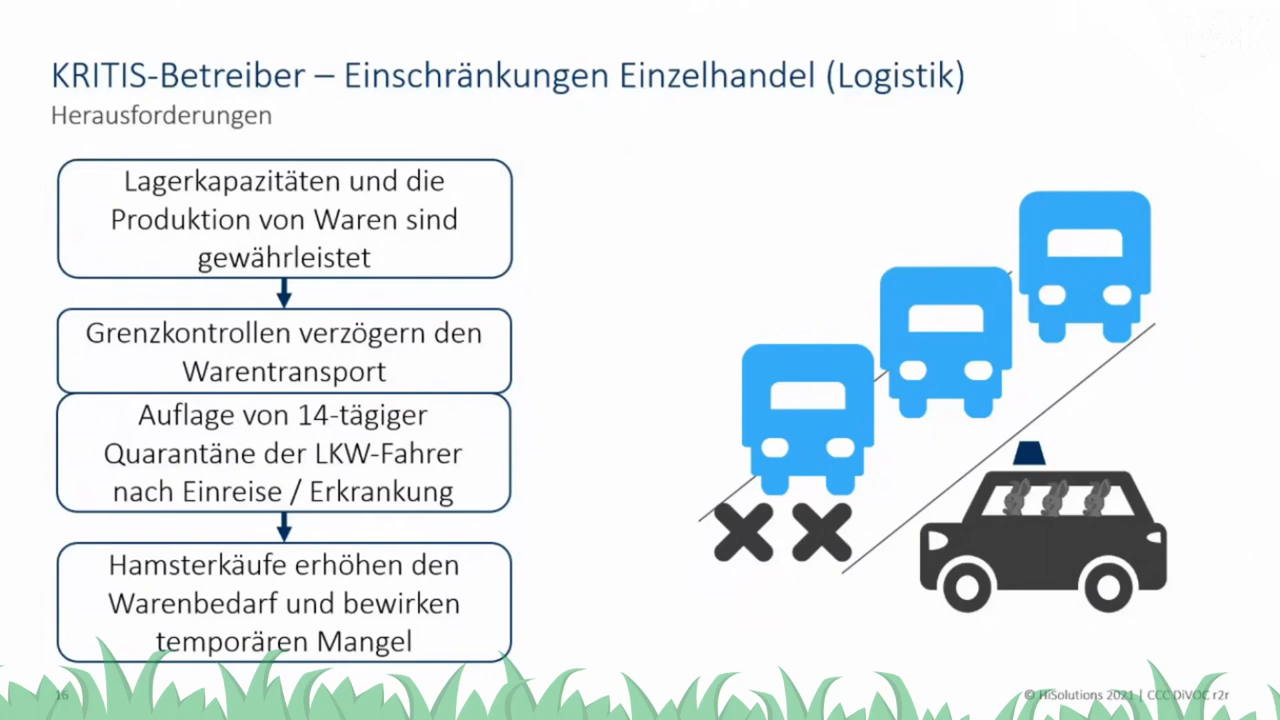 KRITIS-Betreiber – Einschränkungen Einzelhandel (Logistik)
Herausforderungen
Lagerkapazitäten und die
Produktion von Waren sind
gewährleistet
Grenzkontrollen verzögern den
Warentransport
Auflage von 14-tägiger
Quarantäne der LKW-Fahrer
nach Einreise / Erkrankung
Hamsterkäufe erhöhen den
Warenbedarf und bewirken
temporären Mangel
16
© HiSolutions 2021 | CCC DiVOC r2r